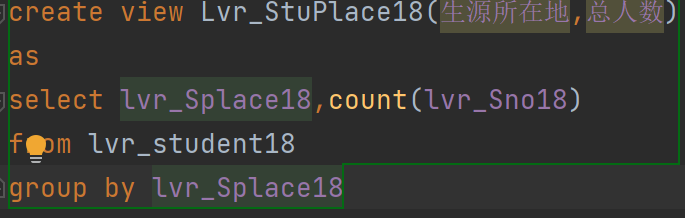 create view Lvr_StuPlace18(生源所在地,总人数)
as
select lvr_Splace18,count(lvr_Sno18)
from lvr_student18
group by lvr_Splace18